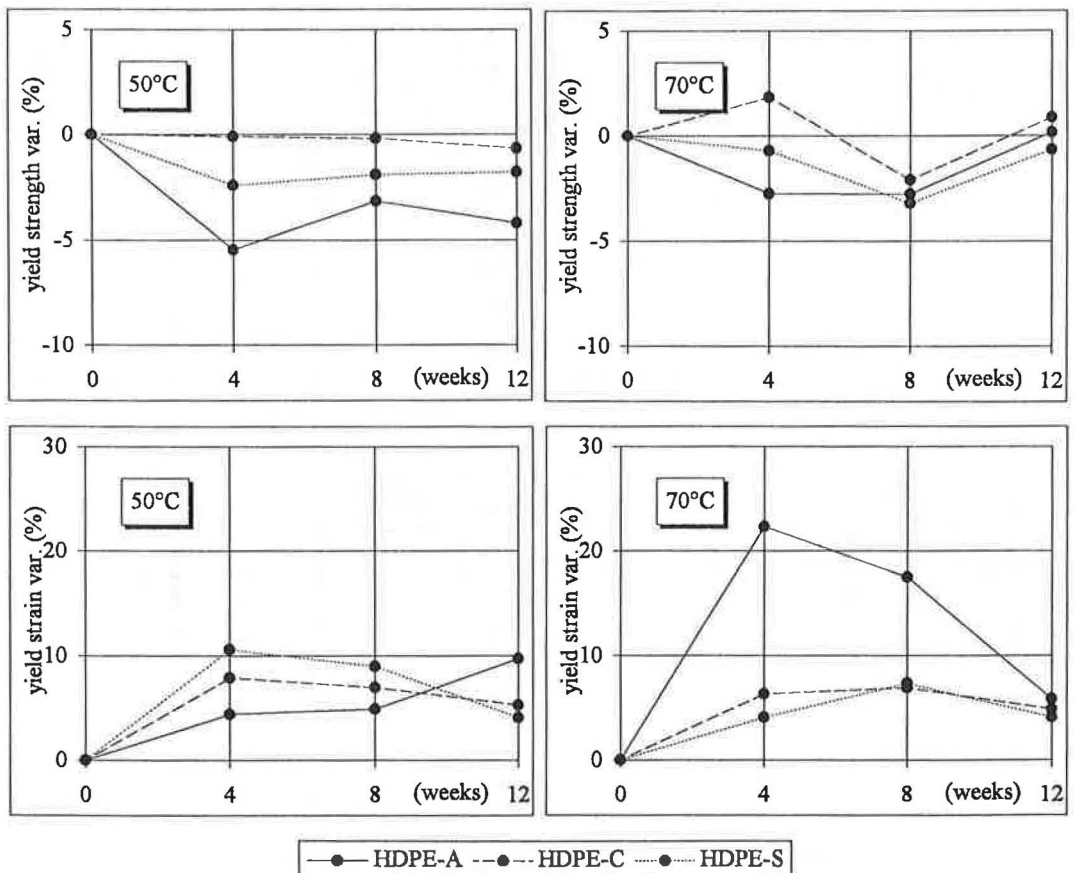 yield strength var. (%)
5
0
-5
-10
50°C
0 4 8 (weeks) 12
yield strength var. (%)
5
0
-5
-10
70°C
0 4 8 (weeks) 12
yield strain var. (%)
30
20
10
0
50°C
0 4 8 (weeks) 12
yield strain var. (%)
30
20
10
0
70°C
0 4 8 (weeks) 12
HDPE-A HDPE-C HDPE-S